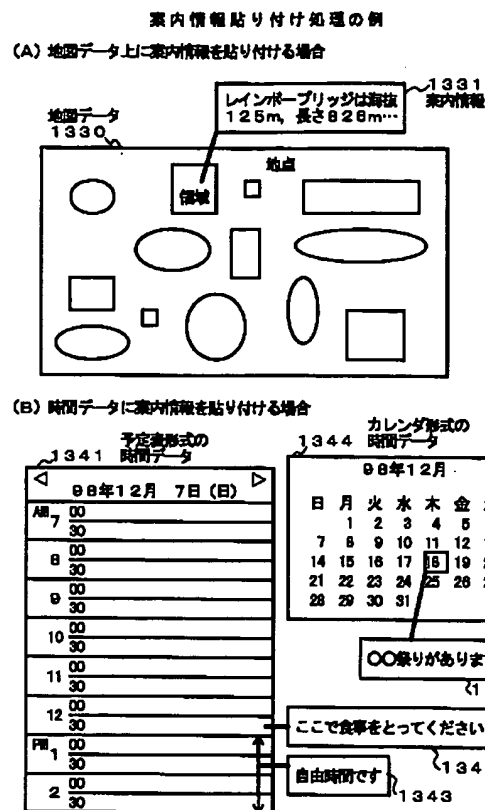 案内情報貼り付け処理の例
(A) 地図データ上に案内情報を貼り付ける場合
1331
案内情報
レインボーブリッジは海抜
125m, 長さ828m…
地図データ
1330
地点
領域
(B) 時間データに案内情報を貼り付ける場合
予定表形式の
1341 時間データ
98年12月 7日(日)
AM 7 00
30
8 00
30
9 00
30
10 00
30
11 00
30
12 00
30
PM 1 00
30
2 00
30
カレンダ形式の
1344 時間データ
98年12月
日 月 火 水 木 金
1 2 3 4 5
7 8 9 10 11 12
14 15 16 17 18 19
21 22 23 24 25 26
28 29 30 31
〇〇祭りがあります
ここで食事をとってください
自由時間です
1343